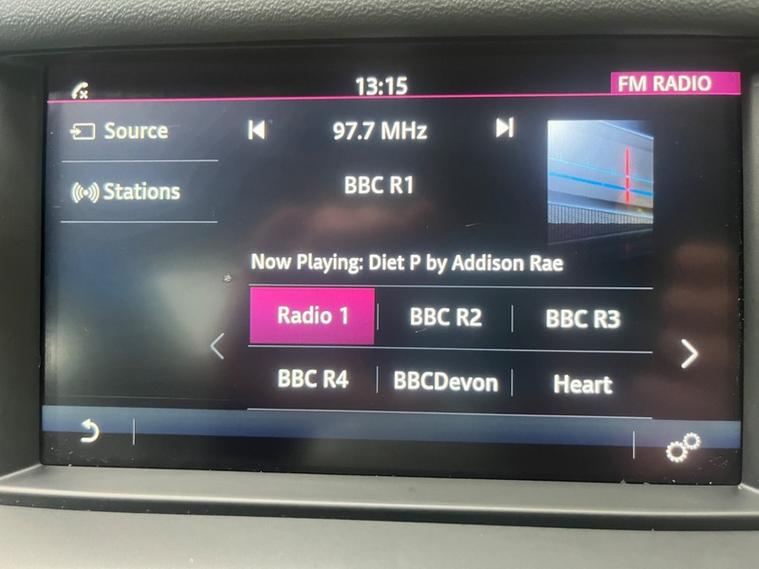 13:15 FM RADIO
Source 97.7 MHz
BBC R1
Stations
Now Playing: Diet P by Addison Rae
Radio 1 BBC R2 BBC R3
BBC R4 BBCDevon Heart